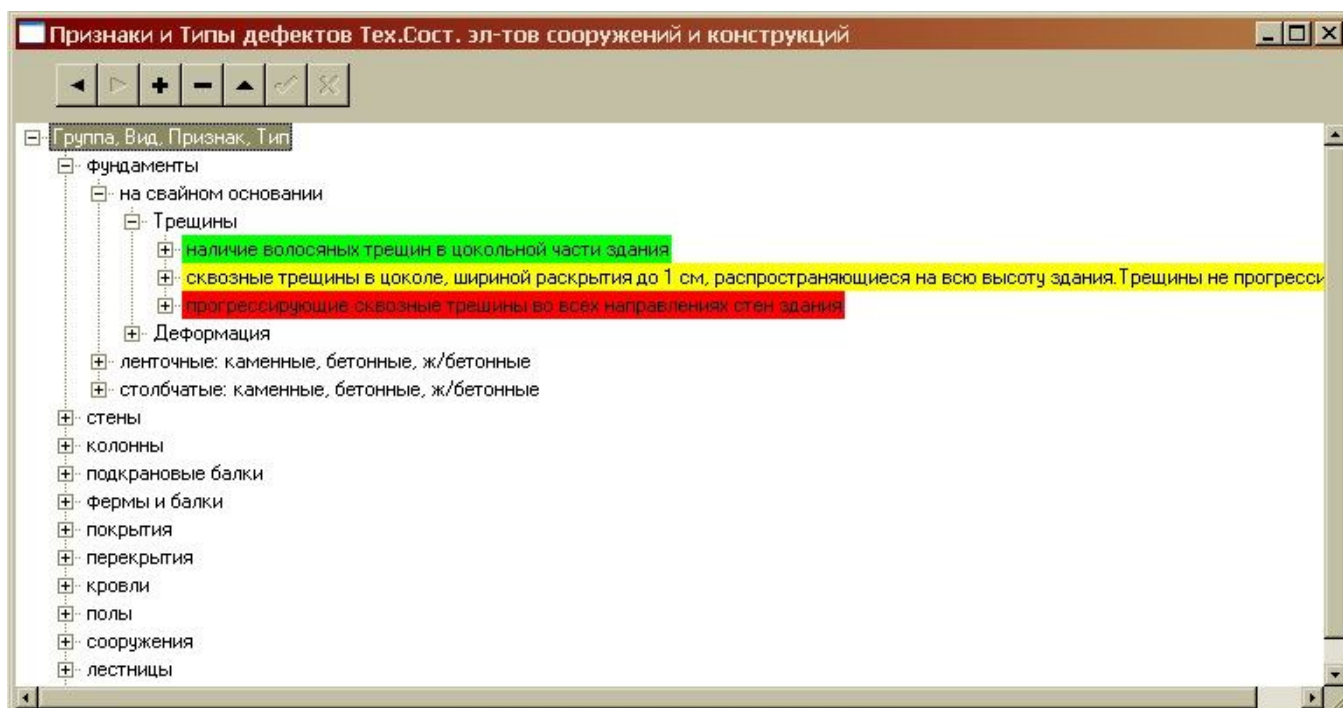 Признаки и Типы дефектов Тех.Сост. эл-тов сооружений и конструкций
Группа, Вид, Признак, Тип
фундаменты
на свайном основании
Трещины
наличие волосяных трещин в цокольной части здания
сквозные трещины в цоколе, шириной раскрытия до 1 см, распространяющиеся на всю высоту здания.Трещины не прогресси
прогрессирующие сквозные трещины во всех направлениях стен здания
Деформация
ленточные: каменные, бетонные, ж/бетонные
столбчатые: каменные, бетонные, ж/бетонные
стены
колонны
подкрановые балки
фермы и балки
покрытия
перекрытия
кровли
полы
сооружения
лестницы